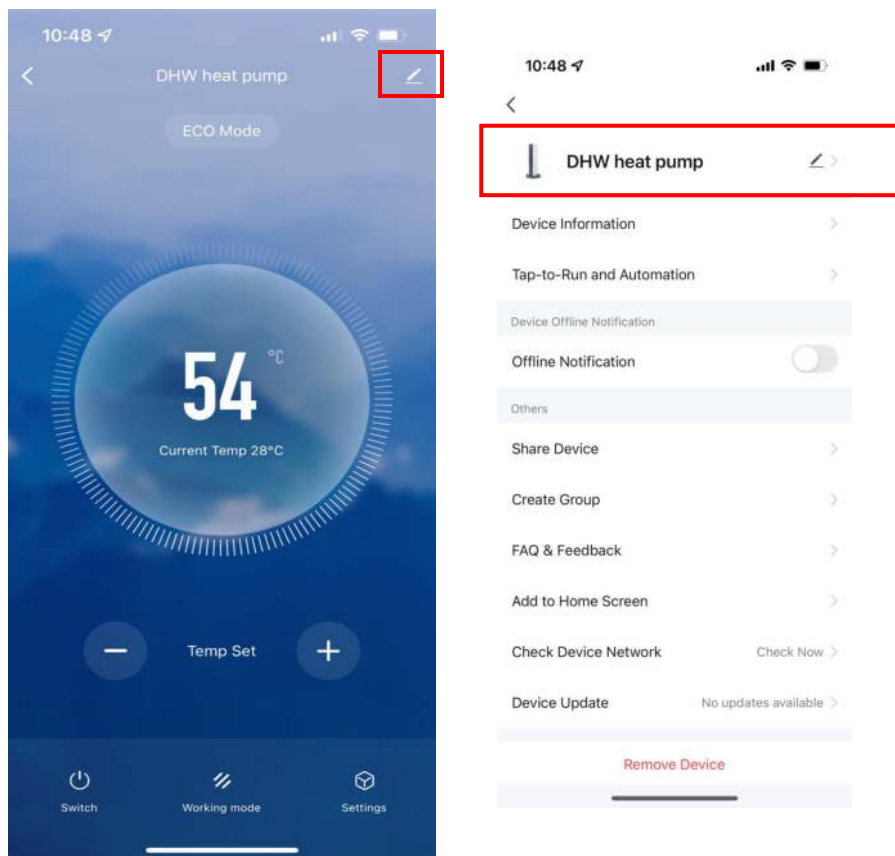 10:48
DHW heat pump
ECO Mode
54 °C
Current Temp 28°C
Temp Set
Switch
Working mode
Settings
10:48
DHW heat pump
Device Information
Tap-to-Run and Automation
Device Offline Notification
Offline Notification
Others
Share Device
Create Group
FAQ & Feedback
Add to Home Screen
Check Device Network Check Now
Device Update No updates available
Remove Device